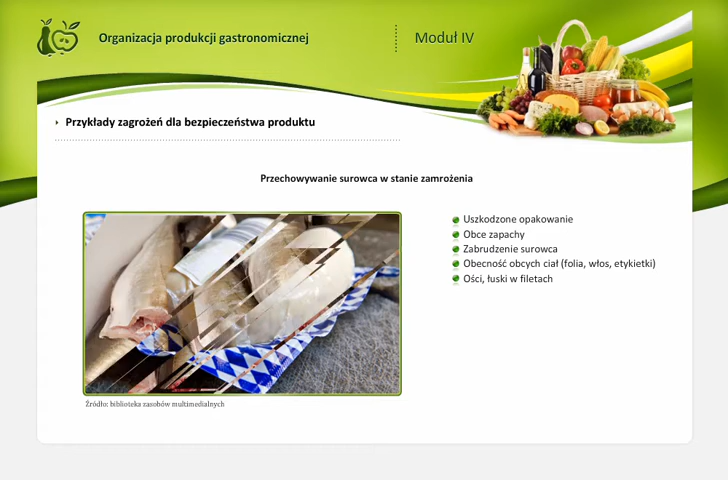 Organizacja produkcji gastronomicznej
Moduł IV
Przykłady zagrożeń dla bezpieczeństwa produktu
Przechowywanie surowca w stanie zamrożenia
Uszkodzone opakowanie
Obce zapachy
Zabrudzenie surowca
Obecność obcych ciał (folia, włos, etykietki)
Ości, łuski w filetach
Źródło: biblioteka zasobów multimedialnych